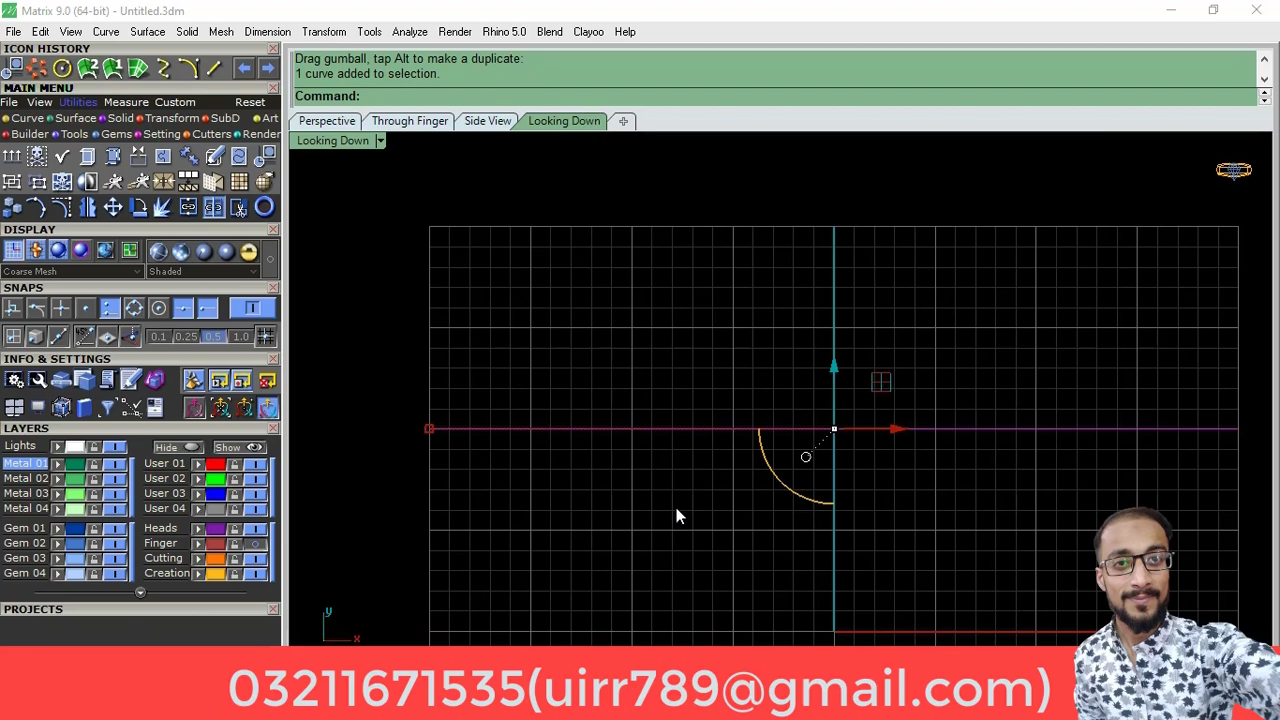 Matrix 9.0 (64-bit) - Untitled.3dm
File Edit View Curve Surface Solid Mesh Dimension Transform Tools Analyze Render Rhino 5.0 Blend Clayoo Help
ICON HISTORY
Drag gumball, tap Alt to make a duplicate:
1 curve added to selection.
Command:
MAIN MENU
File View Utilities Measure Custom Reset
Curve Surface Solid Transform SubD Art
Builder Tools Gems Setting Cutters Render
Perspective Through Finger Side View Looking Down
Looking Down
DISPLAY
Coarse Mesh Shaded
SNAPS
0.1 0.25 0.5 1.0
INFO & SETTINGS
LAYERS
Lights Hide Show
Metal 01 User 01
Metal 02 User 02
Metal 03 User 03
Metal 04 User 04
Gem 01 Heads
Gem 02 Finger
Gem 03 Cutting
Gem 04 Creation
PROJECTS
y
x
03211671535(uirr789@gmail.com)